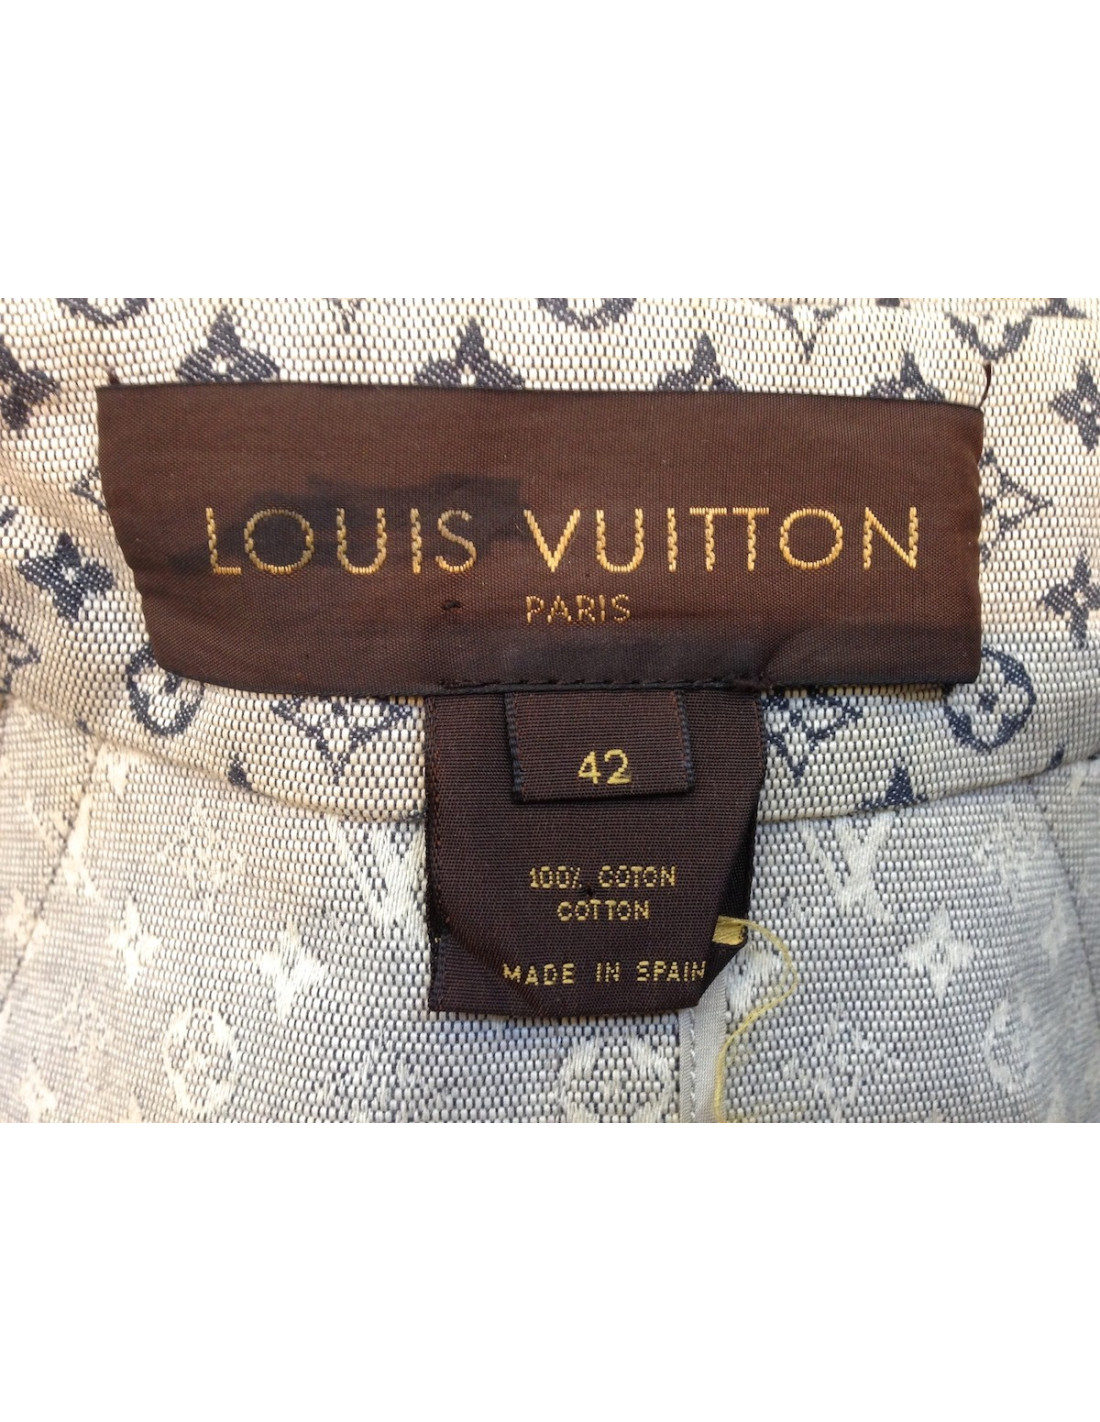 LOUIS VUITTON
PARIS
42
100% COTON
COTTON
MADE IN SPAIN